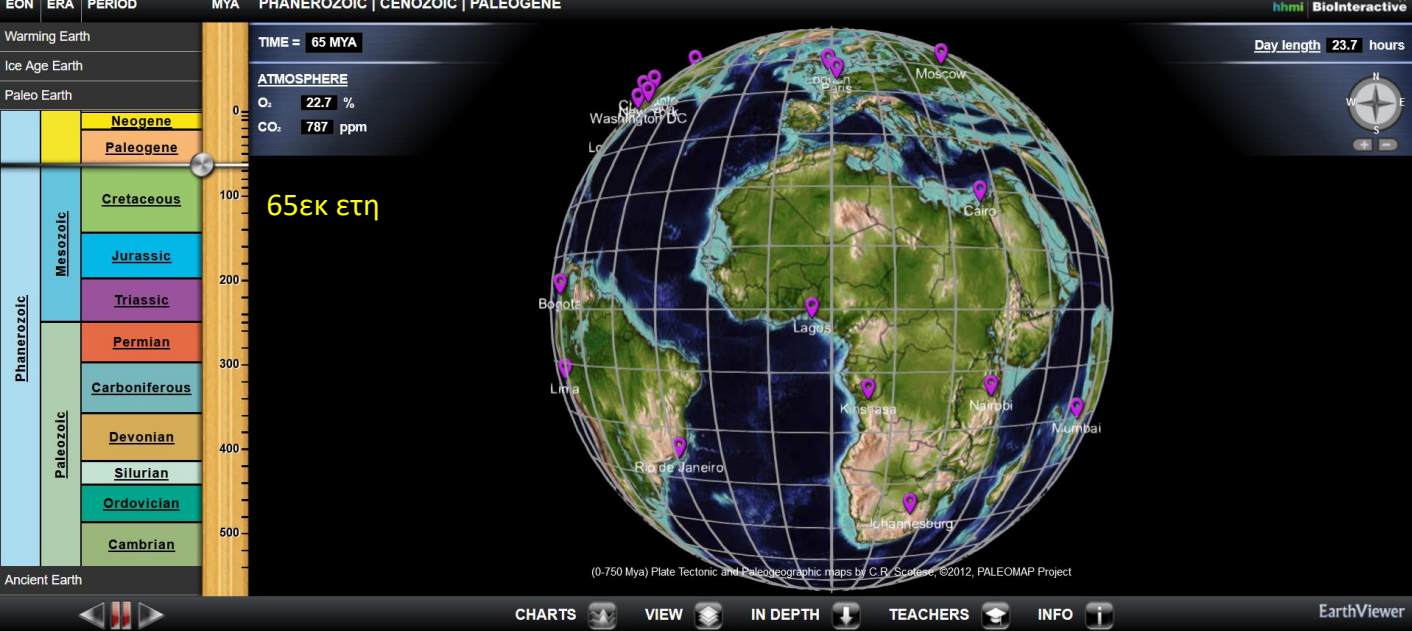 EON ERA PERIOD MYA PHANEROZOIC | CENOZOIC | PALEOGENE
hhmi BioInteractive
Warming Earth
Ice Age Earth
Paleo Earth
TIME = 65 MYA
Day length 23.7 hours
ATMOSPHERE
O₂ 22.7 %
CO₂ 787 ppm
N
W E
S
Neogene
Paleogene
Cretaceous
Jurassic
Triassic
Permian
Carboniferous
Devonian
Silurian
Ordovician
Cambrian
Phanerozoic
Mesozoic
Paleozoic
Ancient Earth
0
100
200
300
400
500
65εκ ετη
Moscow
London
Paris
Washington DC
Cairo
Bogota
Lagos
Lima
Kinshasa
Nairobi
Mumbai
Rio de Janeiro
Johannesburg
(0-750 Mya) Plate Tectonic and Paleogeographic maps by C.R. Scotese, ©2012, PALEOMAP Project
CHARTS VIEW IN DEPTH TEACHERS INFO
EarthViewer